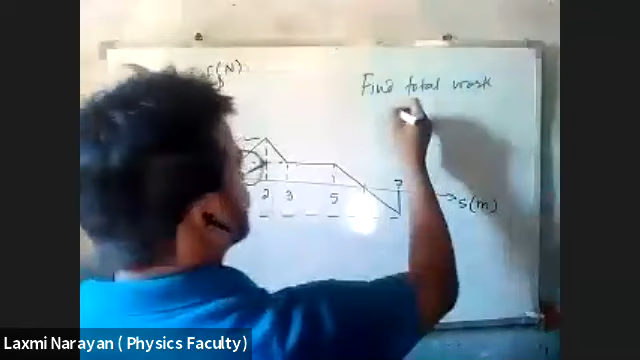 F(N)
Find total work
2 3 5 7
s(m)
Laxmi Narayan ( Physics Faculty)